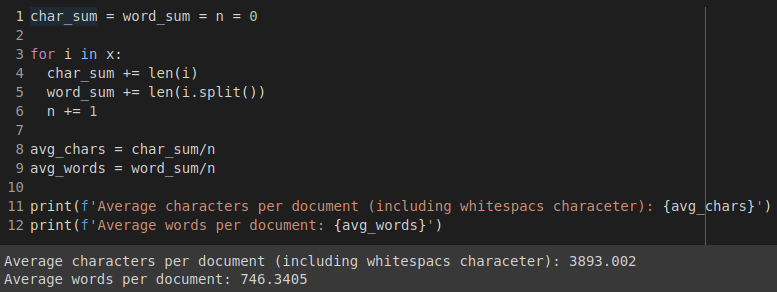 1 char_sum = word_sum = n = 0
2
3 for i in x:
4   char_sum += len(i)
5   word_sum += len(i.split())
6   n += 1
7
8 avg_chars = char_sum/n
9 avg_words = word_sum/n
10
11 print(f'Average characters per document (including whitespacs characeter): {avg_chars}')
12 print(f'Average words per document: {avg_words}')
Average characters per document (including whitespacs characeter): 3893.002
Average words per document: 746.3405